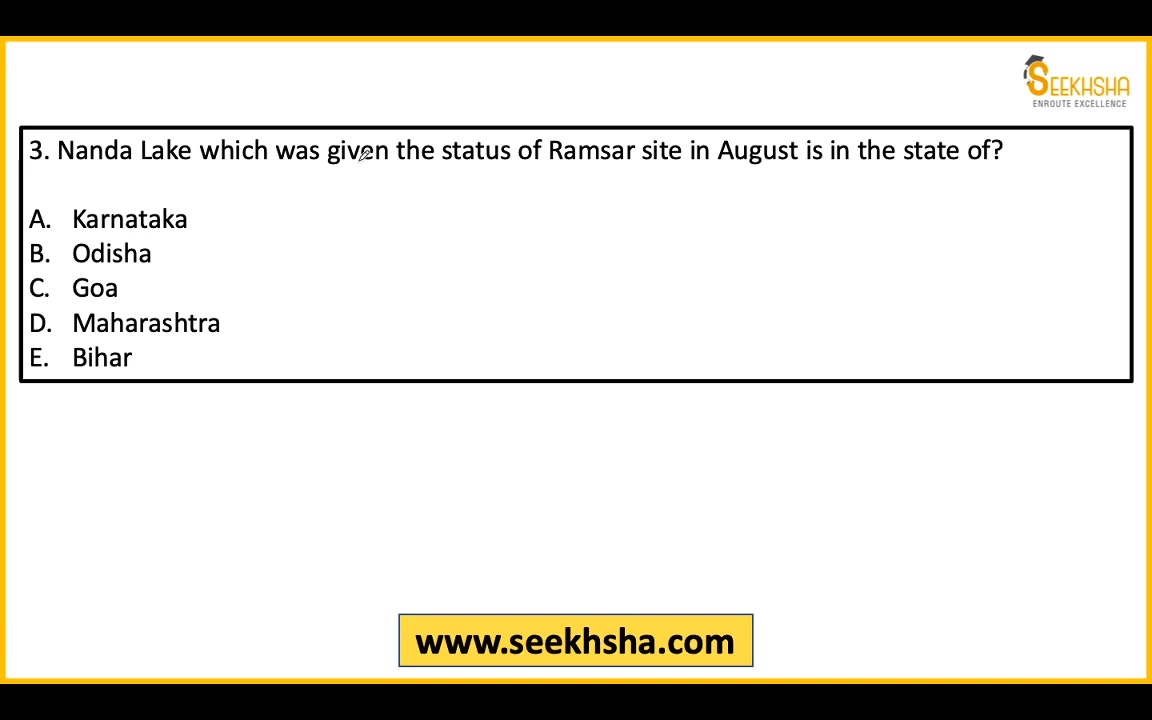 SEEKHSHA
ENROUTE EXCELLENCE
3. Nanda Lake which was given the status of Ramsar site in August is in the state of?
A. Karnataka
B. Odisha
C. Goa
D. Maharashtra
E. Bihar
www.seekhsha.com